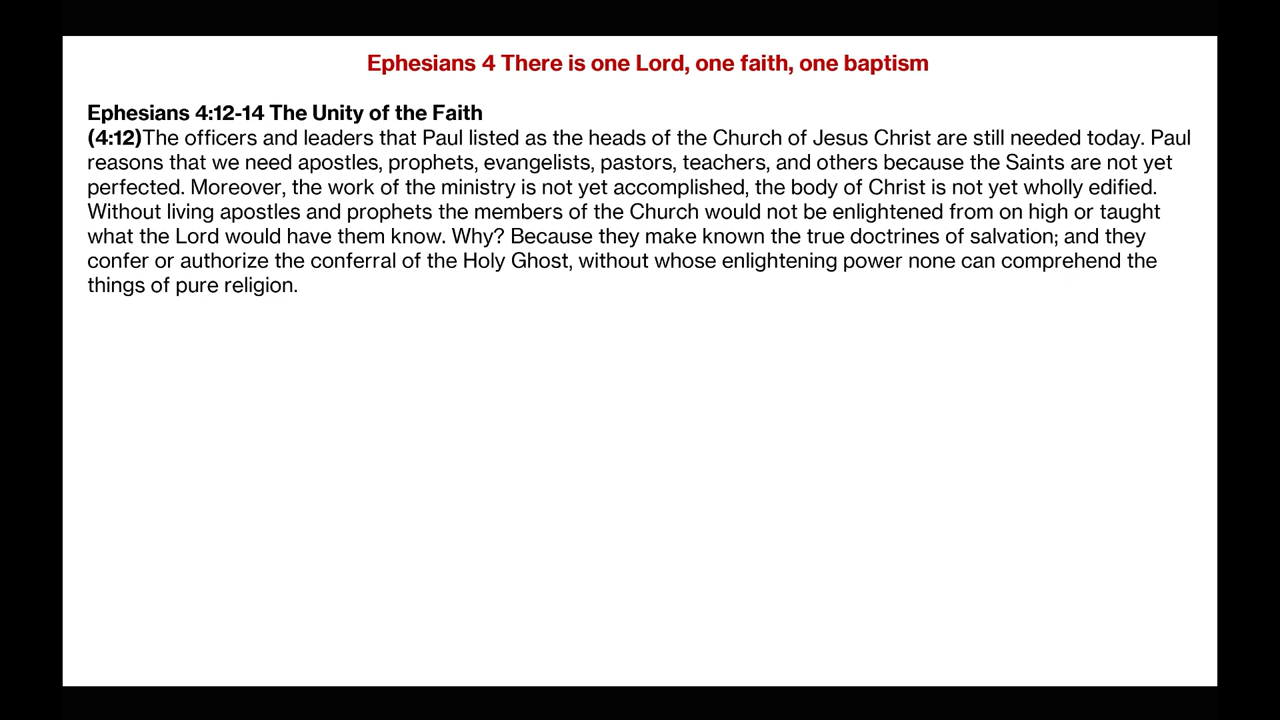 Ephesians 4 There is one Lord, one faith, one baptism
Ephesians 4:12-14 The Unity of the Faith
(4:12)The officers and leaders that Paul listed as the heads of the Church of Jesus Christ are still needed today. Paul
reasons that we need apostles, prophets, evangelists, pastors, teachers, and others because the Saints are not yet
perfected. Moreover, the work of the ministry is not yet accomplished, the body of Christ is not yet wholly edified.
Without living apostles and prophets the members of the Church would not be enlightened from on high or taught
what the Lord would have them know. Why? Because they make known the true doctrines of salvation; and they
confer or authorize the conferral of the Holy Ghost, without whose enlightening power none can comprehend the
things of pure religion.